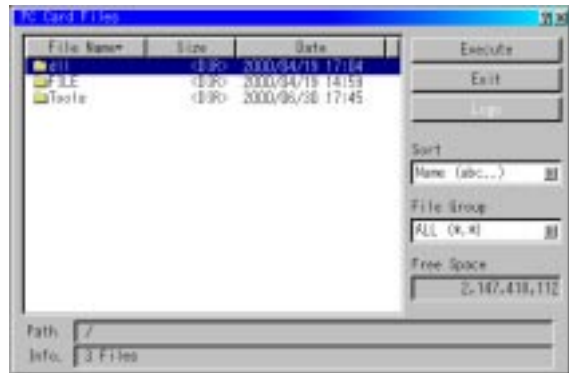 PC Card Files
File Name Size Date
<DIR> 2000/04/19 17:04
FILE <DIR> 2000/04/19 14:59
Tools <DIR> 2000/06/30 17:45
Execute
Exit
Sort
Name (abc...)
File Group
ALL (*.*)
Free Space
2,147,418,112
Path /
Info. 3 Files